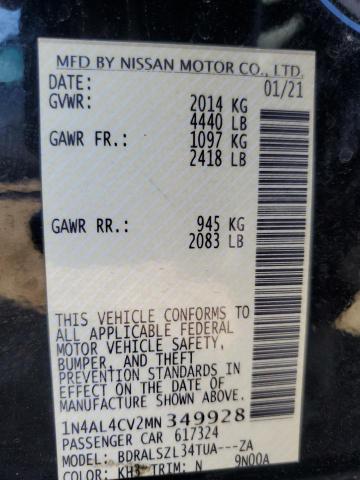 MFD BY NISSAN MOTOR CO., LTD.
DATE: 01/21
GVWR: 2014 KG
4440 LB
GAWR FR.: 1097 KG
2418 LB
GAWR RR.: 945 KG
2083 LB
THIS VEHICLE CONFORMS TO
ALL APPLICABLE FEDERAL
MOTOR VEHICLE SAFETY,
BUMPER, AND THEFT
PREVENTION STANDARDS IN
EFFECT ON THE DATE OF
MANUFACTURE SHOWN ABOVE.
1N4AL4CV2MN349928
PASSENGER CAR 617324
MODEL: BDRALSZL34TUA---ZA
COLOR: KH3 TRIM: N 9N00A